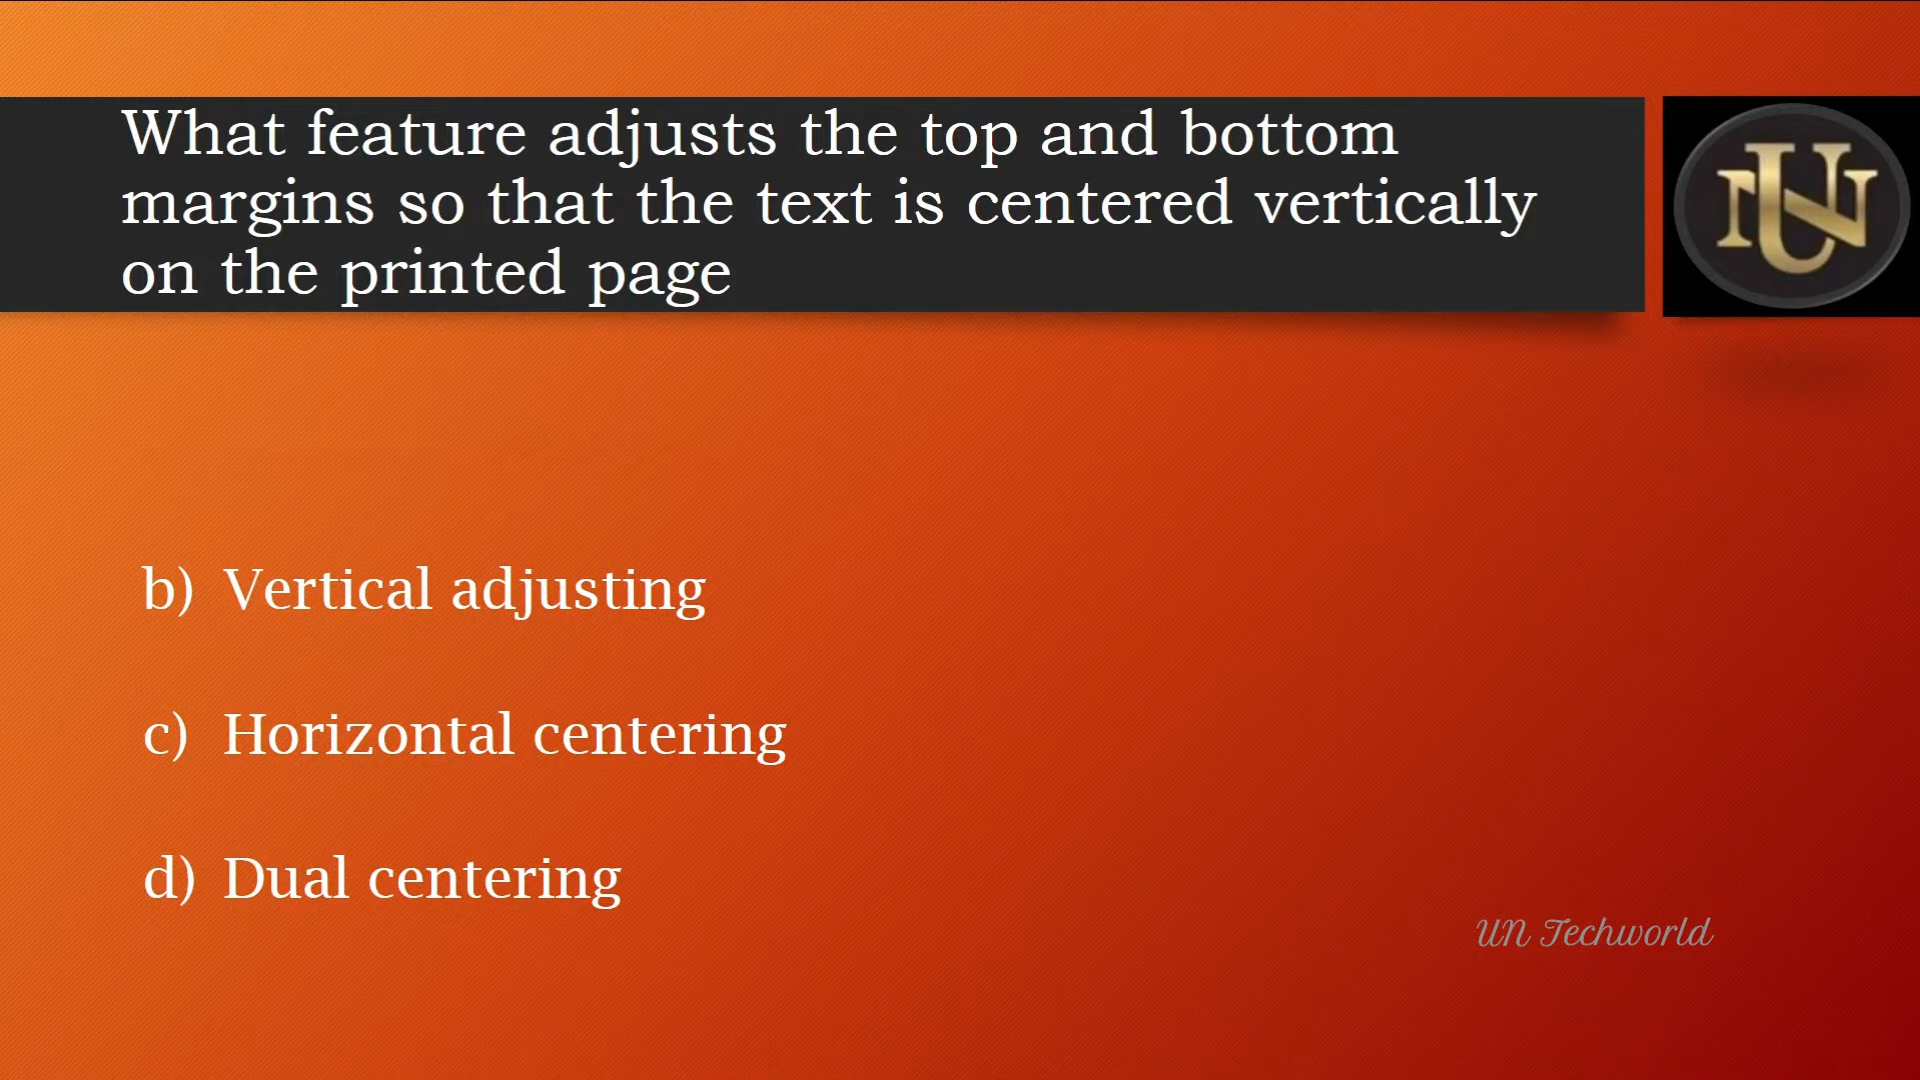 What feature adjusts the top and bottom
margins so that the text is centered vertically
on the printed page
UN
b) Vertical adjusting
c) Horizontal centering
d) Dual centering
UN Techworld